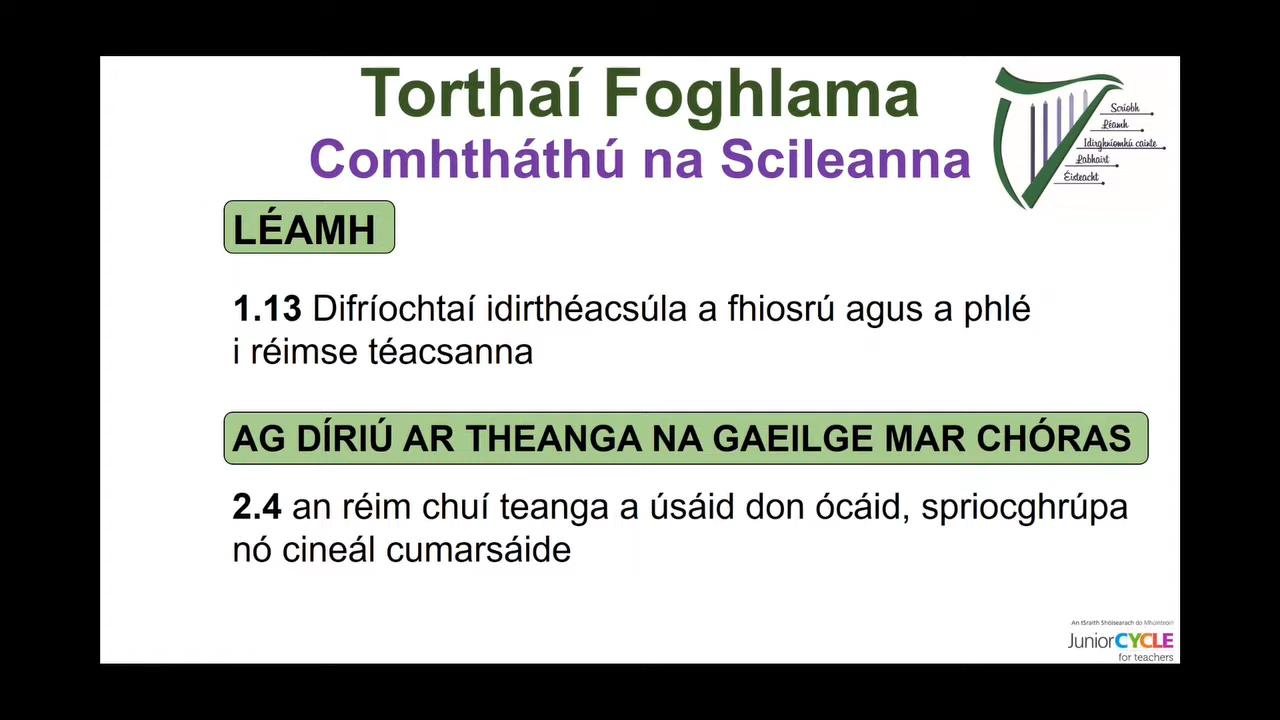 Torthaí Foghlama
Comhtháthú na Scileanna
Scríobh
Léamh
Idirghníomhú cainte
Labhairt
Éisteacht
LÉAMH
1.13 Difríochtaí idirthéacsúla a fhiosrú agus a phlé
i réimse téacsanna
AG DÍRIÚ AR THEANGA NA GAEILGE MAR CHÓRAS
2.4 an réim chuí teanga a úsáid don ócáid, spriocghrúpa
nó cineál cumarsáide
An tSraith Shóisearach do Mhúinteoirí
JuniorCYCLE
for teachers